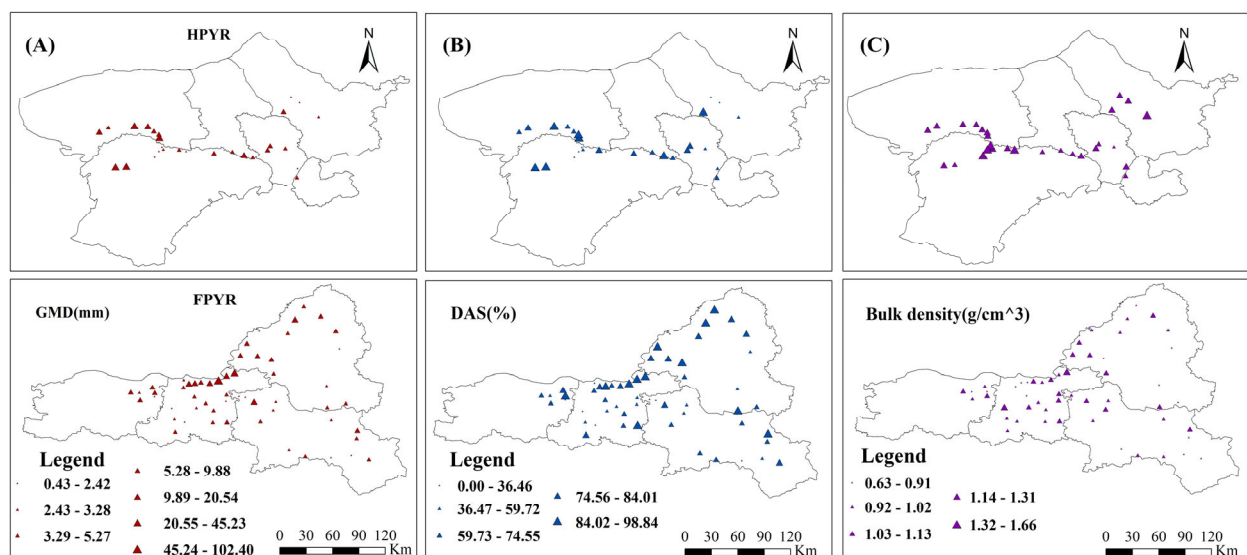 (A)
HPYR
N
(B)
N
(C)
N
GMD(mm)
FPYR
Legend
0.43 - 2.42
2.43 - 3.28
3.29 - 5.27
5.28 - 9.88
9.89 - 20.54
20.55 - 45.23
45.24 - 102.40
0 30 60 90 120
Km
DAS(%)
Legend
0.00 - 36.46
36.47 - 59.72
59.73 - 74.55
74.56 - 84.01
84.02 - 98.84
0 30 60 90 120
Km
Bulk density(g/cm^3)
Legend
0.63 - 0.91
0.92 - 1.02
1.03 - 1.13
1.14 - 1.31
1.32 - 1.66
0 30 60 90 120
Km